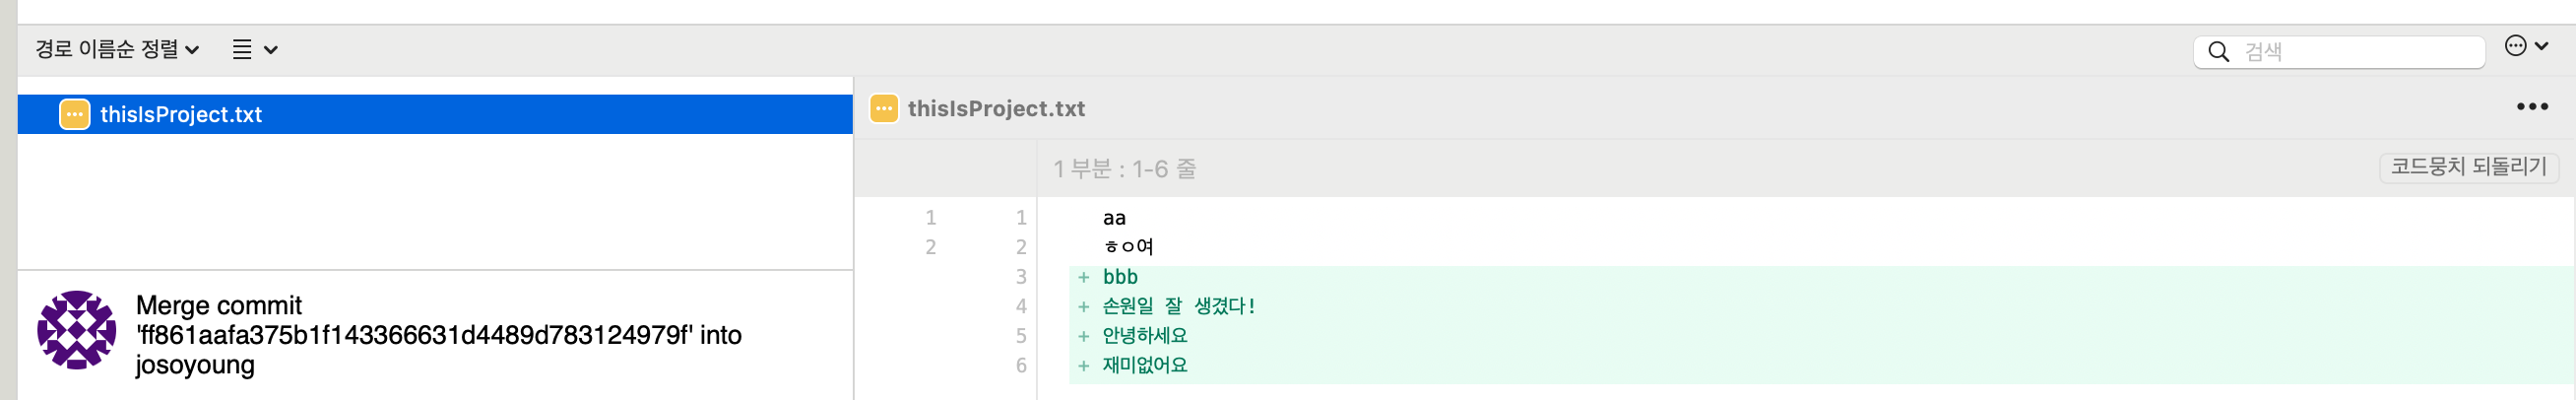 경로 이름순 정렬
검색
thisIsProject.txt
Merge commit
'ff861aafa375b1f143366631d4489d783124979f' into
josoyoung
thisIsProject.txt
1 부분 : 1-6 줄
코드뭉치 되돌리기
1 1 aa
2 2 ㅎㅇ여
3 + bbb
4 + 손원일 잘 생겼다!
5 + 안녕하세요
6 + 재미없어요